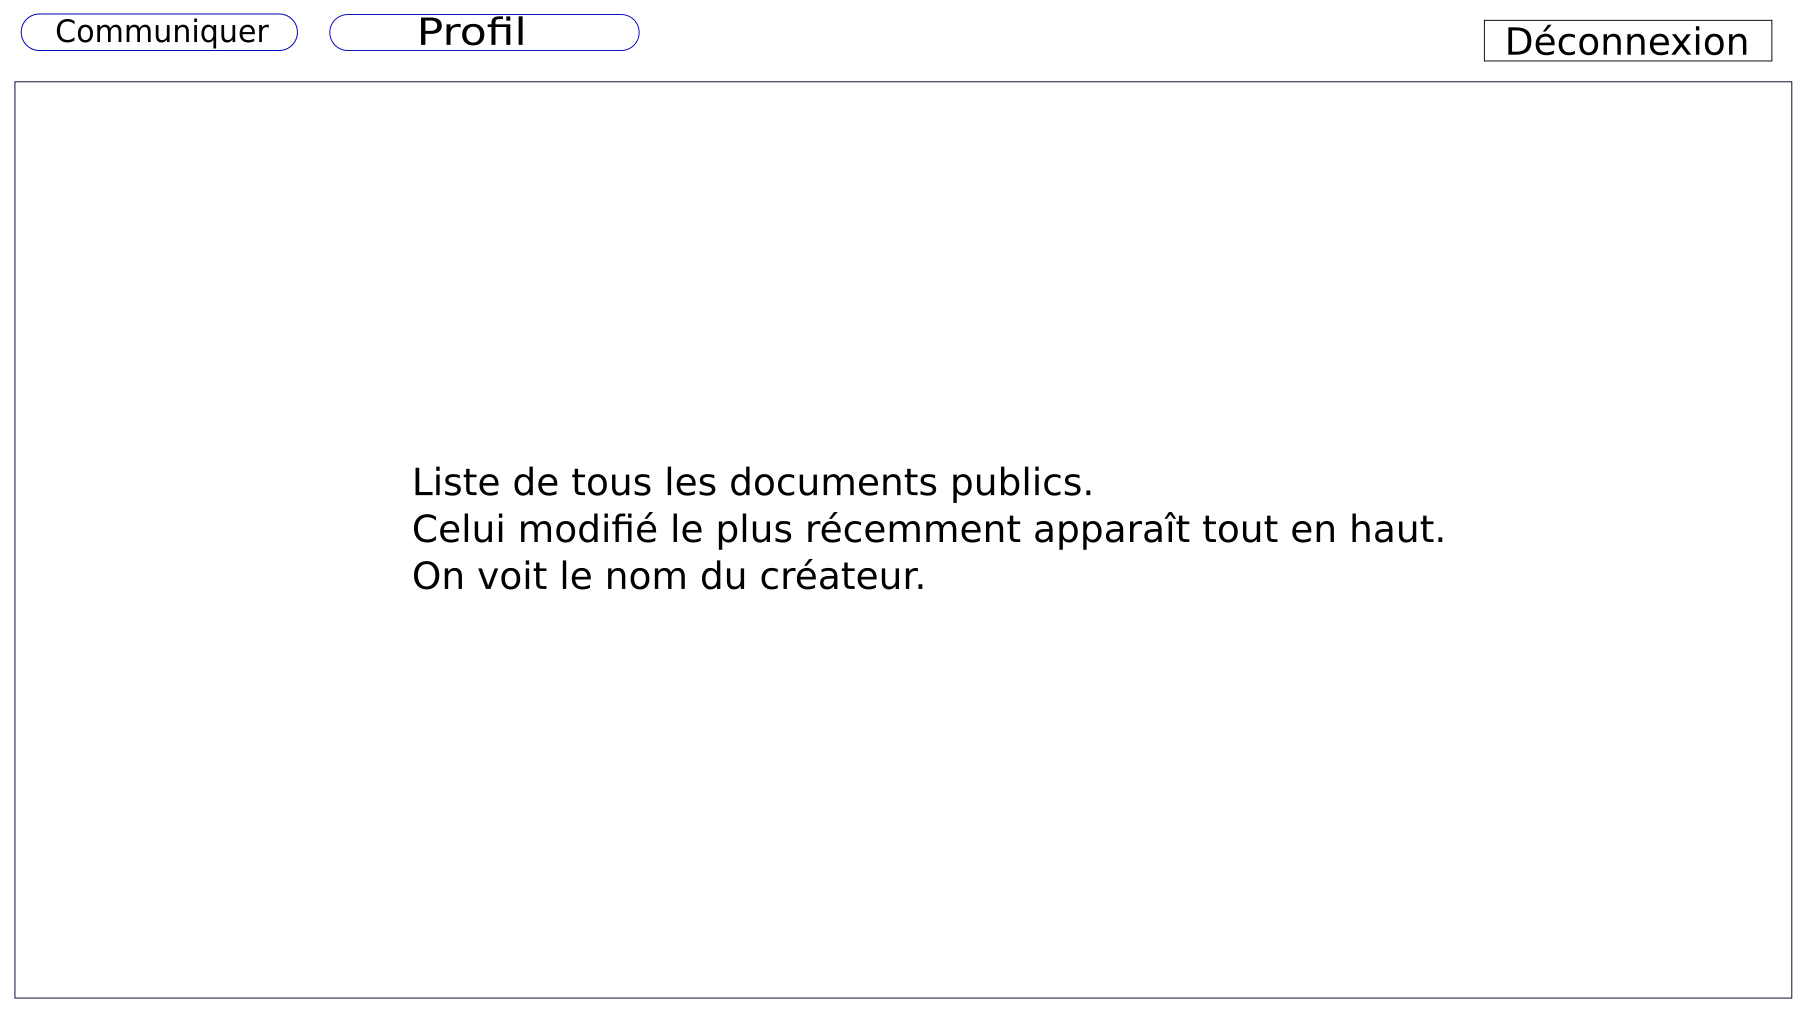 Communiquer
Profil
Déconnexion
Liste de tous les documents publics.
Celui modifié le plus récemment apparaît tout en haut.
On voit le nom du créateur.